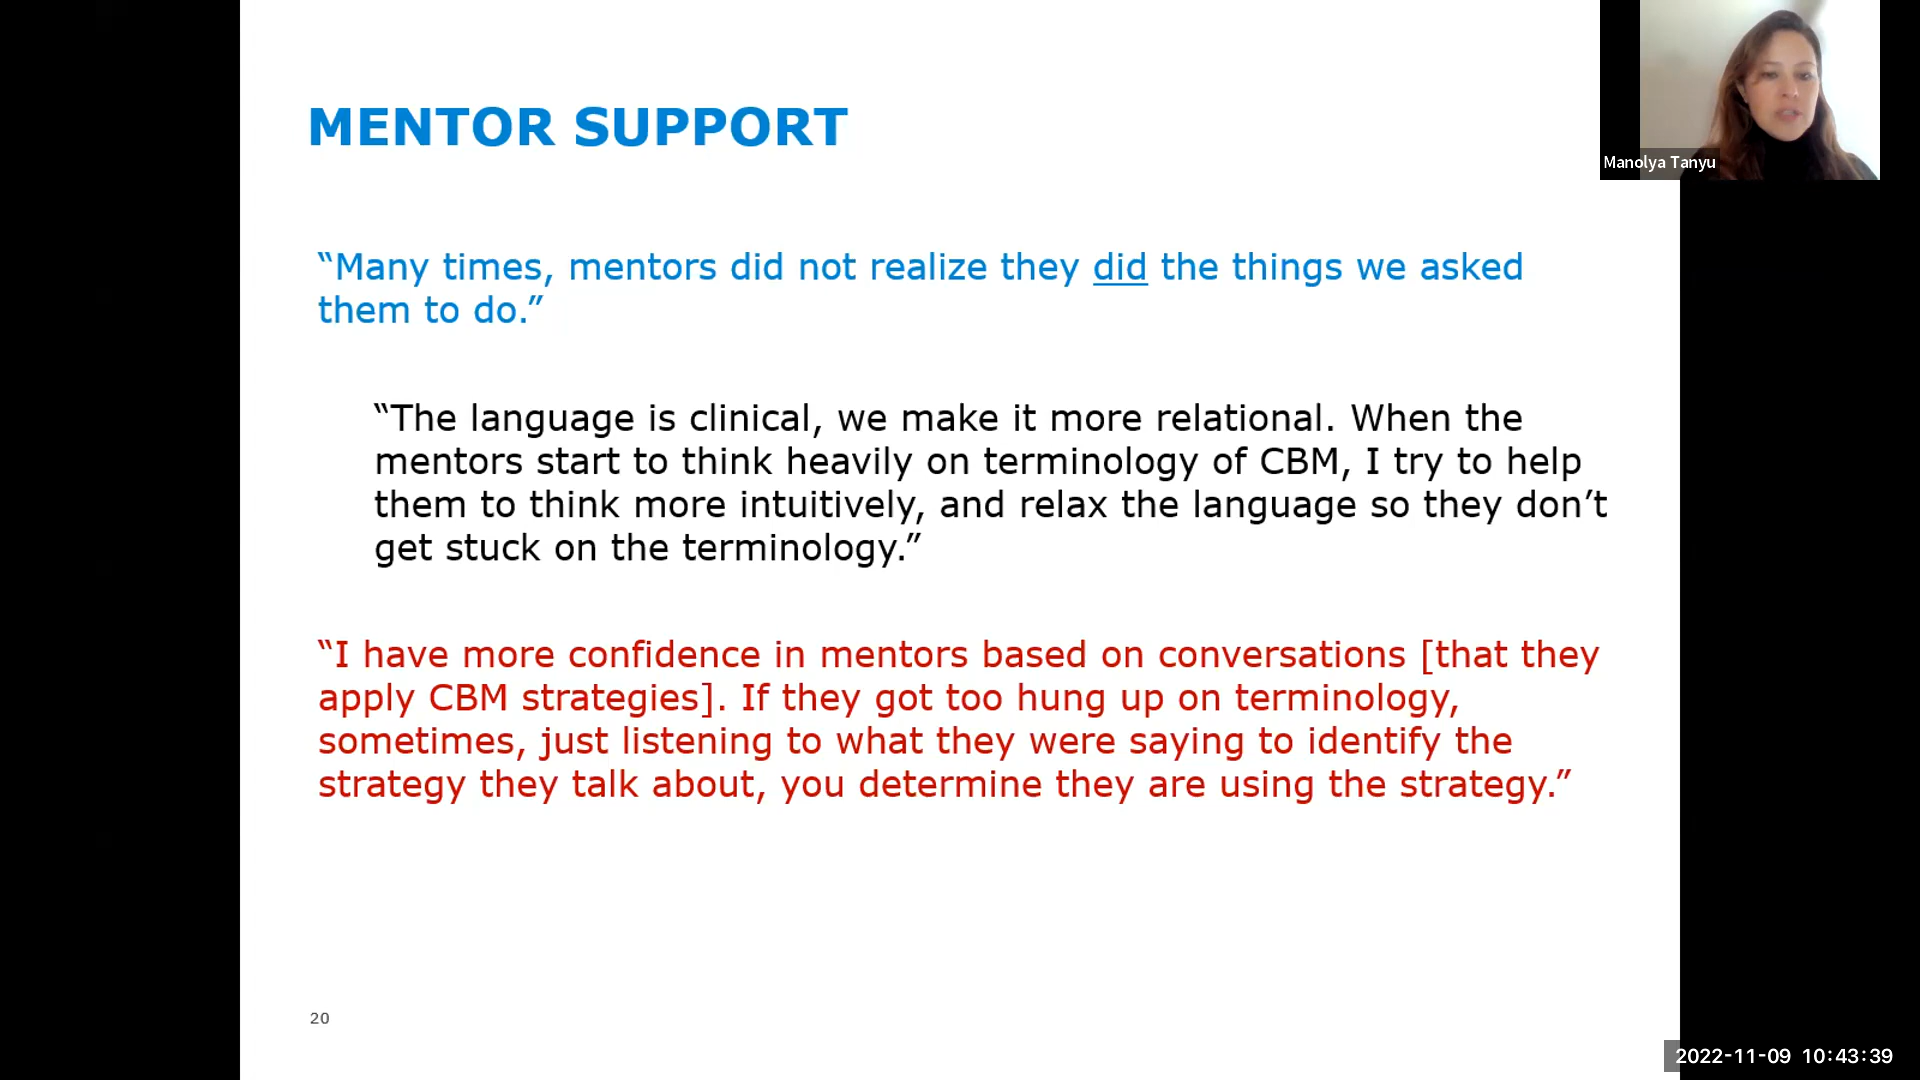 MENTOR SUPPORT
Manolya Tanyu
“Many times, mentors did not realize they did the things we asked
them to do.”
“The language is clinical, we make it more relational. When the
mentors start to think heavily on terminology of CBM, I try to help
them to think more intuitively, and relax the language so they don’t
get stuck on the terminology.”
“I have more confidence in mentors based on conversations [that they
apply CBM strategies]. If they got too hung up on terminology,
sometimes, just listening to what they were saying to identify the
strategy they talk about, you determine they are using the strategy.”
20
2022-11-09 10:43:39